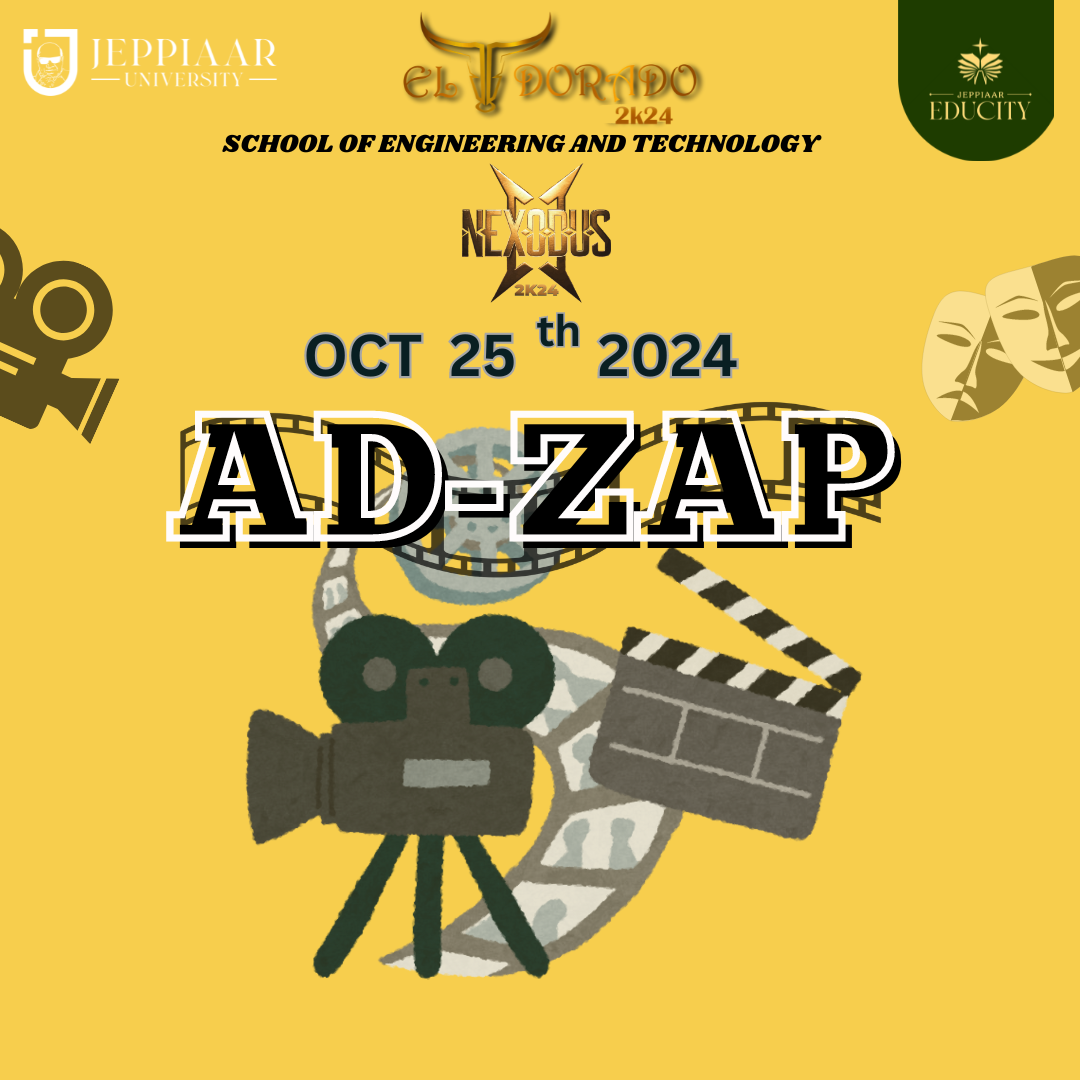 JEPPIAAR
UNIVERSITY
EL DORADO
2k24
JEPPIAAR
EDUCITY
SCHOOL OF ENGINEERING AND TECHNOLOGY
NEXODUS
2K24
OCT 25 th 2024
AD-ZAP